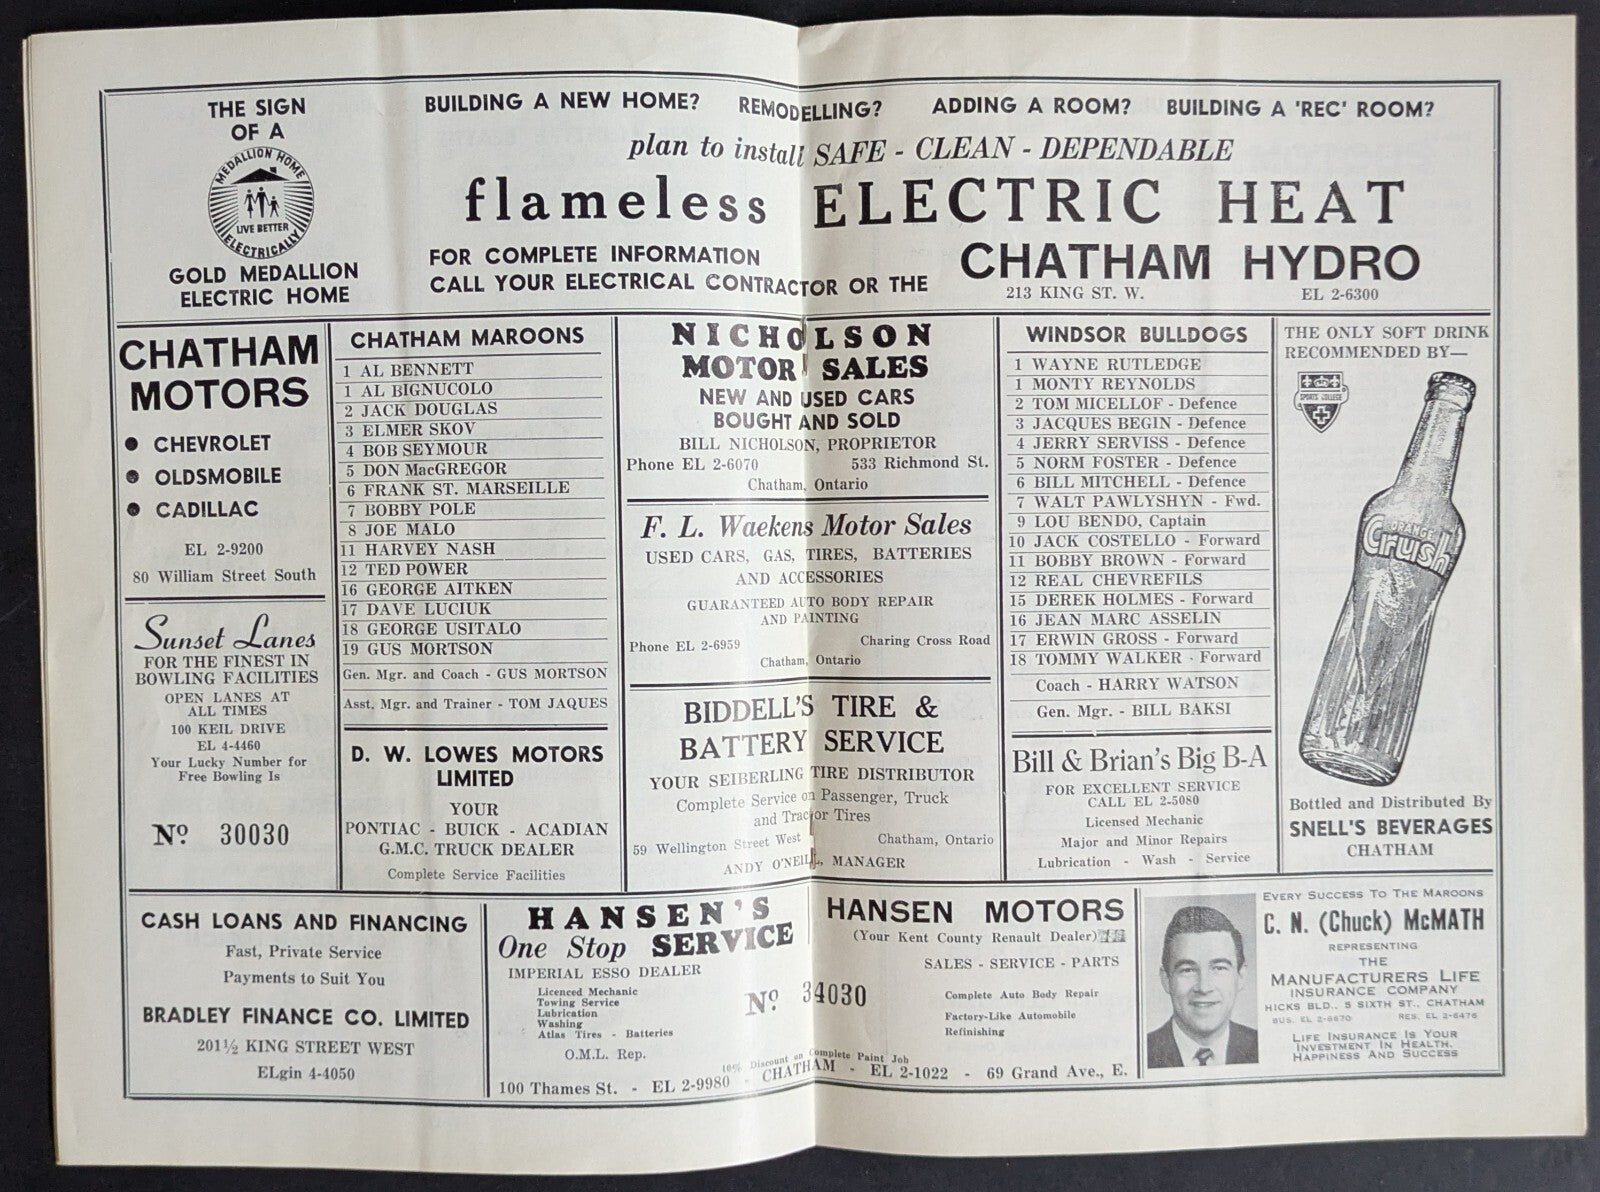 THE SIGN
OF A
MEDALLION HOME
LIVE BETTER
ELECTRICALLY
GOLD MEDALLION
ELECTRIC HOME
BUILDING A NEW HOME? REMODELLING? ADDING A ROOM? BUILDING A 'REC' ROOM?
plan to install SAFE - CLEAN - DEPENDABLE
flameless ELECTRIC HEAT
FOR COMPLETE INFORMATION
CALL YOUR ELECTRICAL CONTRACTOR OR THE
CHATHAM HYDRO
213 KING ST. W. EL 2-6300
CHATHAM
MOTORS
• CHEVROLET
• OLDSMOBILE
• CADILLAC
EL 2-9200
80 William Street South
Sunset Lanes
FOR THE FINEST IN
BOWLING FACILITIES
OPEN LANES AT
ALL TIMES
100 KEIL DRIVE
EL 4-4460
Your Lucky Number for
Free Bowling Is
No. 30030
CHATHAM MAROONS
1 AL BENNETT
1 AL BIGNUCOLO
2 JACK DOUGLAS
3 ELMER SKOV
4 BOB SEYMOUR
5 DON MacGREGOR
6 FRANK ST. MARSEILLE
7 BOBBY POLE
8 JOE MALO
11 HARVEY NASH
12 TED POWER
16 GEORGE AITKEN
17 DAVE LUCIUK
18 GEORGE USITALO
19 GUS MORTSON
Gen. Mgr. and Coach - GUS MORTSON
Asst. Mgr. and Trainer - TOM JAQUES
D. W. LOWES MOTORS
LIMITED
YOUR
PONTIAC - BUICK - ACADIAN
G.M.C. TRUCK DEALER
Complete Service Facilities
NICHOLSON
MOTOR SALES
NEW AND USED CARS
BOUGHT AND SOLD
BILL NICHOLSON, PROPRIETOR
Phone EL 2-6070 533 Richmond St.
Chatham, Ontario
F. L. Waekens Motor Sales
USED CARS, GAS, TIRES, BATTERIES
AND ACCESSORIES
GUARANTEED AUTO BODY REPAIR
AND PAINTING
Phone EL 2-6959 Charing Cross Road
Chatham, Ontario
BIDDELL'S TIRE &
BATTERY SERVICE
YOUR SEIBERLING TIRE DISTRIBUTOR
Complete Service on Passenger, Truck
and Tractor Tires
59 Wellington Street West Chatham, Ontario
ANDY O'NEILL, MANAGER
WINDSOR BULLDOGS
1 WAYNE RUTLEDGE
1 MONTY REYNOLDS
2 TOM MICELLOF - Defence
3 JACQUES BEGIN - Defence
4 JERRY SERVISS - Defence
5 NORM FOSTER - Defence
6 BILL MITCHELL - Defence
7 WALT PAWLYSHYN - Fwd.
9 LOU BENDO, Captain
10 JACK COSTELLO - Forward
11 BOBBY BROWN - Forward
12 REAL CHEVREFILS
15 DEREK HOLMES - Forward
16 JEAN MARC ASSELIN
17 ERWIN GROSS - Forward
18 TOMMY WALKER - Forward
Coach - HARRY WATSON
Gen. Mgr. - BILL BAKSI
Bill & Brian's Big B-A
FOR EXCELLENT SERVICE
CALL EL 2-5080
Licensed Mechanic
Major and Minor Repairs
Lubrication - Wash - Service
THE ONLY SOFT DRINK
RECOMMENDED BY—
SPORTS COLLEGE
ORANGE
Crush
Bottled and Distributed By
SNELL'S BEVERAGES
CHATHAM
CASH LOANS AND FINANCING
Fast, Private Service
Payments to Suit You
BRADLEY FINANCE CO. LIMITED
201½ KING STREET WEST
ELgin 4-4050
HANSEN'S
One Stop SERVICE
IMPERIAL ESSO DEALER
Licenced Mechanic
Towing Service
Lubrication
Washing
Atlas Tires - Batteries
O.M.L. Rep.
No. 34030
HANSEN MOTORS
(Your Kent County Renault Dealer)
SALES - SERVICE - PARTS
Complete Auto Body Repair
Factory-Like Automobile
Refinishing
10% Discount on Complete Paint Job
100 Thames St. - EL 2-9980 - CHATHAM - EL 2-1022 - 69 Grand Ave., E.
EVERY SUCCESS TO THE MAROONS
C. N. (Chuck) McMATH
REPRESENTING
THE
MANUFACTURERS LIFE
INSURANCE COMPANY
HICKS BLD., 5 SIXTH ST., CHATHAM
BUS. EL 2-6670 RES. EL 2-6476
LIFE INSURANCE IS YOUR
INVESTMENT IN HEALTH,
HAPPINESS AND SUCCESS